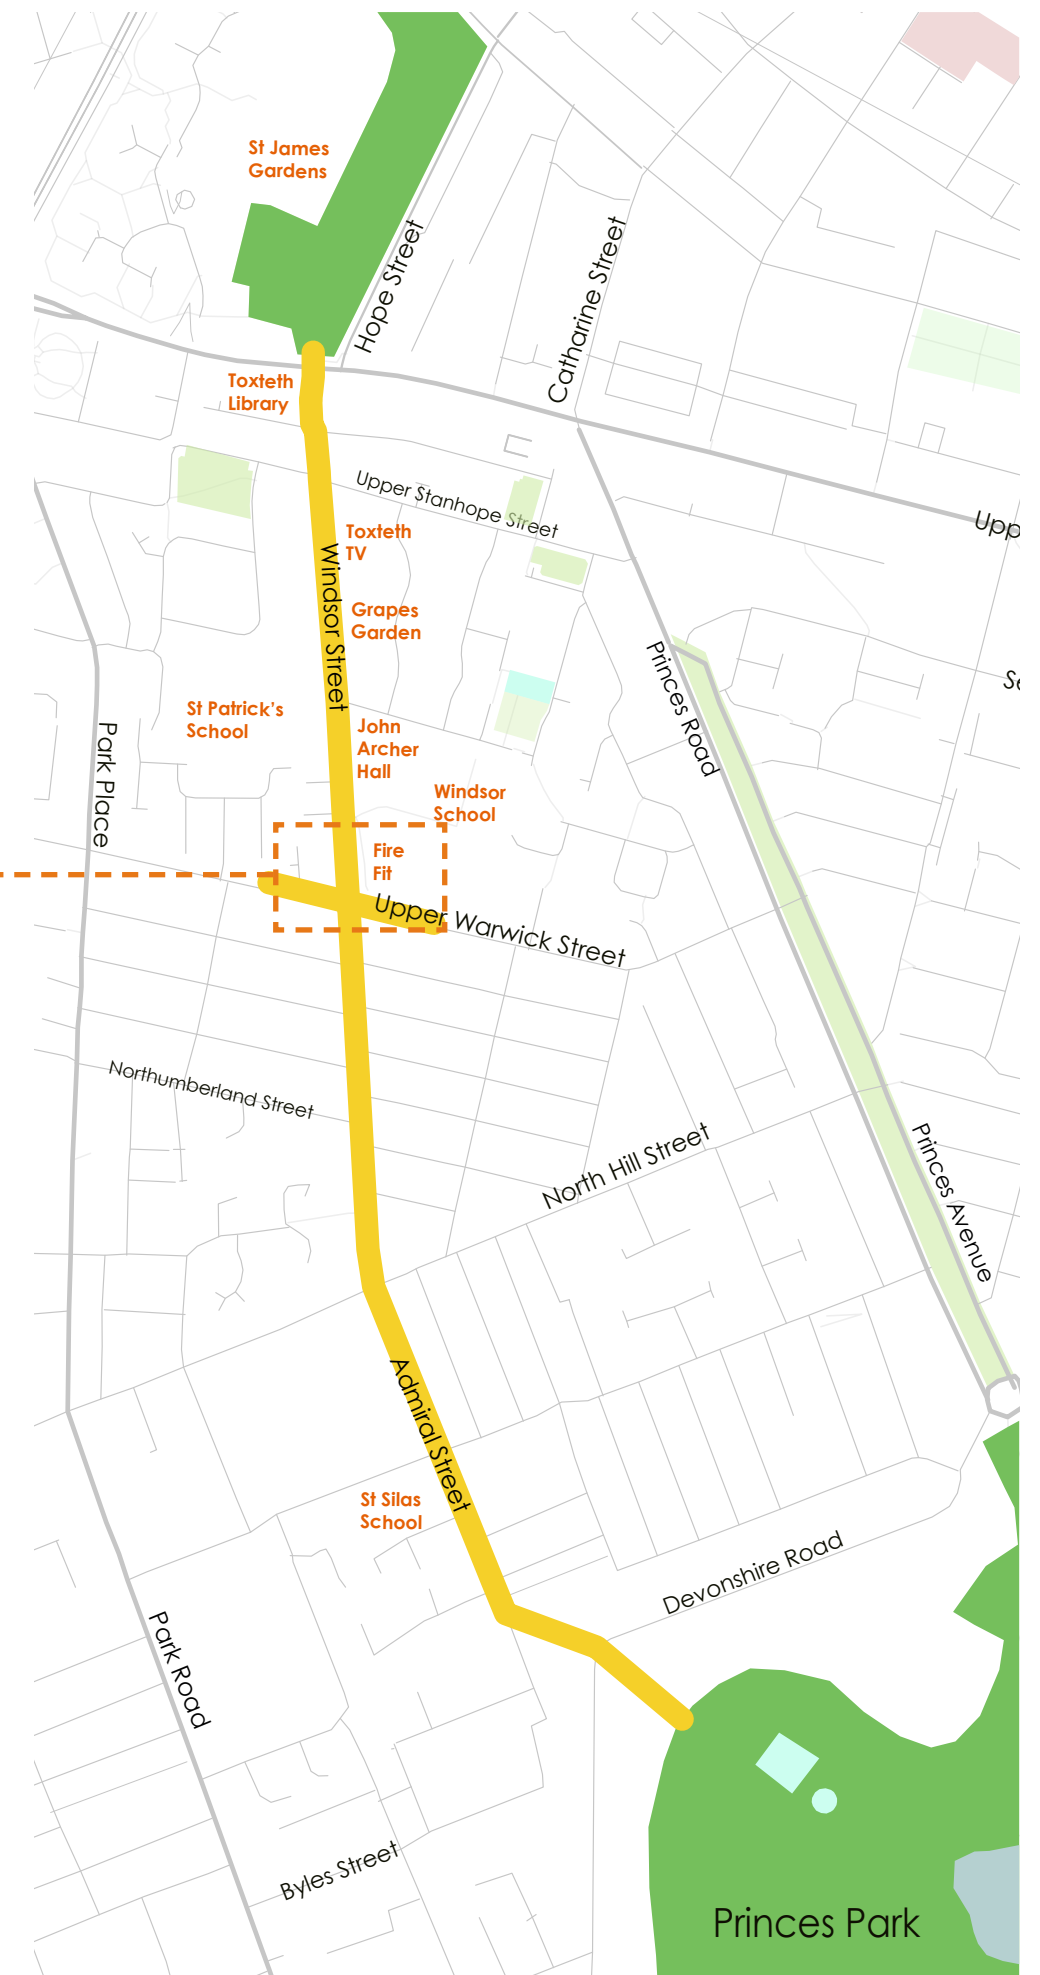 St James
Gardens
Hope Street
Catharine Street
Toxteth
Library
Upper Stanhope Street
Upp
Toxteth
TV
Windsor Street
Grapes
Garden
Princes Road
Se
St Patrick's
School
John
Archer
Hall
Park Place
Windsor
School
Fire
Fit
Upper Warwick Street
Northumberland Street
North Hill Street
Princes Avenue
Admiral Street
St Silas
School
Devonshire Road
Park Road
Byles Street
Princes Park